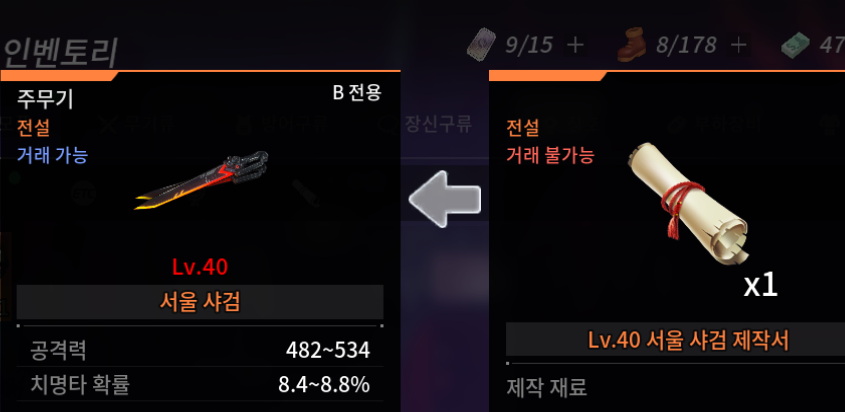 인벤토리
9/15 +
8/178 +
47
주무기
B 전용
전설
거래 가능
Lv.40
서울 샤검
공격력 482~534
치명타 확률 8.4~8.8%
장신구류
전설
거래 불가능
x1
Lv.40 서울 샤검 제작서
제작 재료